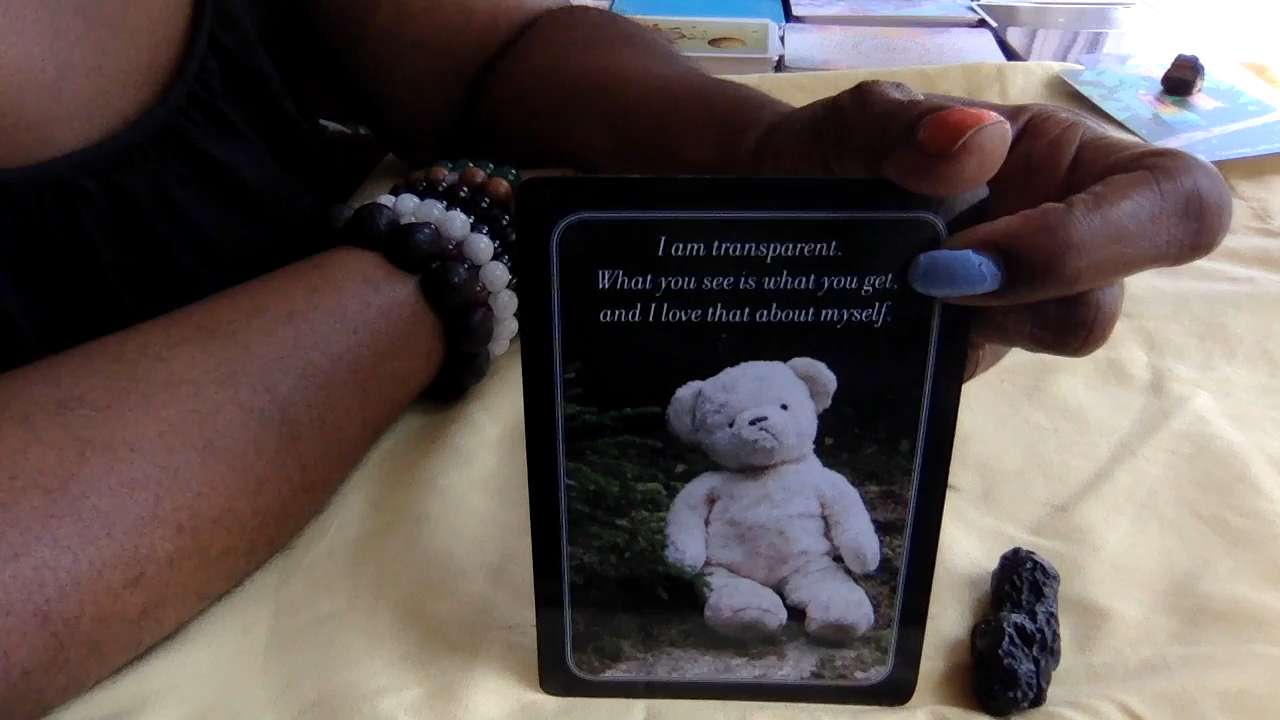 I am transparent.
What you see is what you get.
and I love that about myself.